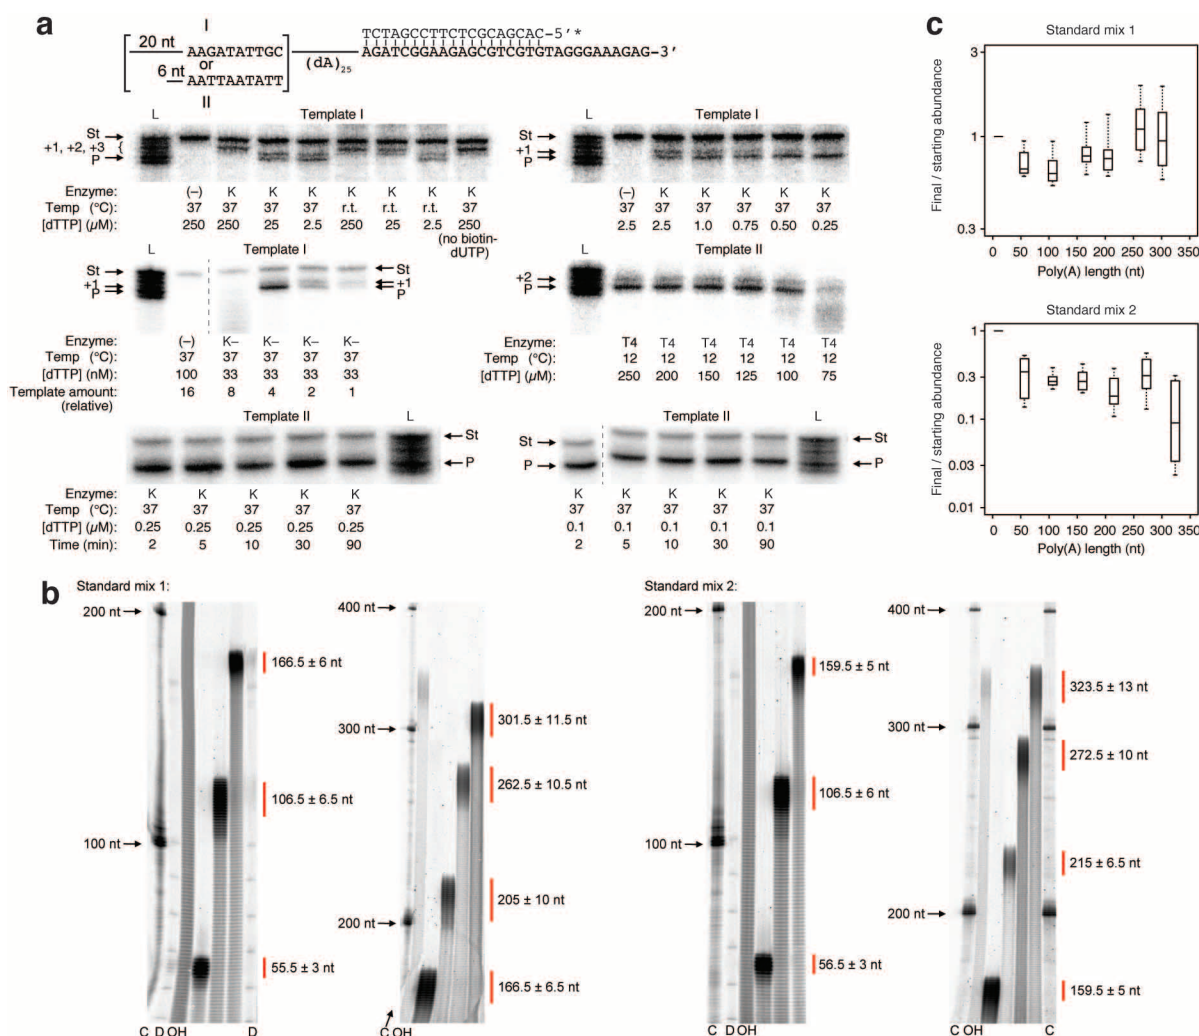 a
I
TCTAGCCTTCTCGCAGCAC-5'*
20 nt AAGATATTGC
or
6 nt AATTAATATT
(dA)25
AGATCGGAAGAGCGTCGTGTAGGGAAAGAG-3'
II
L Template I
St
+1, +2, +3 {
P
Enzyme: (–) K K K K K K K
Temp (°C): 37 37 37 37 r.t. r.t. r.t. 37
[dTTP] (µM): 250 250 25 2.5 250 25 2.5 250
(no biotin-
dUTP)
L Template I
St
+1
P
Enzyme: (–) K K K K K
Temp (°C): 37 37 37 37 37 37
[dTTP] (µM): 2.5 2.5 1.0 0.75 0.50 0.25
L Template I
St
+1
P
St
+1
P
Enzyme: (–) K– K– K– K–
Temp (°C): 37 37 37 37 37
[dTTP] (nM): 100 33 33 33 33
Template amount: 16 8 4 2 1
(relative)
L Template II
+2
P
Enzyme: T4 T4 T4 T4 T4 T4
Temp (°C): 12 12 12 12 12 12
[dTTP] (µM): 250 200 150 125 100 75
Template II L
St
P
Enzyme: K K K K K
Temp (°C): 37 37 37 37 37
[dTTP] (µM): 0.25 0.25 0.25 0.25 0.25
Time (min): 2 5 10 30 90
Template II L
St
P
St
P
Enzyme: K K K K K
Temp (°C): 37 37 37 37 37
[dTTP] (µM): 0.1 0.1 0.1 0.1 0.1
Time (min): 2 5 10 30 90
c
Standard mix 1
Final / starting abundance
3
1
0.3
0 50 100 150 200 250 300 350
Poly(A) length (nt)
Standard mix 2
Final / starting abundance
1
0.3
0.1
0.03
0.01
0 50 100 150 200 250 300 350
Poly(A) length (nt)
b
Standard mix 1:
200 nt
100 nt
166.5 ± 6 nt
106.5 ± 6.5 nt
55.5 ± 3 nt
C D OH D
400 nt
300 nt
200 nt
301.5 ± 11.5 nt
262.5 ± 10.5 nt
205 ± 10 nt
166.5 ± 6.5 nt
C OH
Standard mix 2:
200 nt
100 nt
159.5 ± 5 nt
106.5 ± 6 nt
56.5 ± 3 nt
C D OH
400 nt
300 nt
200 nt
323.5 ± 13 nt
272.5 ± 10 nt
215 ± 6.5 nt
159.5 ± 5 nt
C OH C